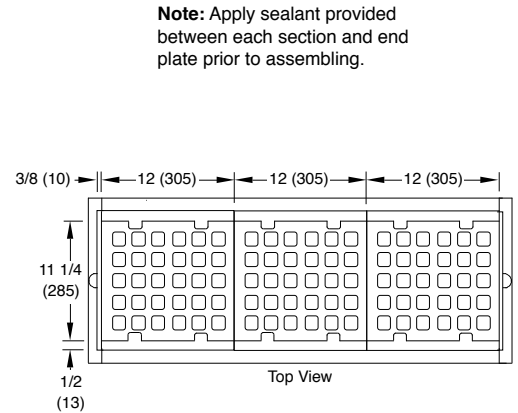 Note: Apply sealant provided
between each section and end
plate prior to assembling.
3/8 (10) 12 (305) 12 (305) 12 (305)
11 1/4
(285)
Top View
1/2
(13)